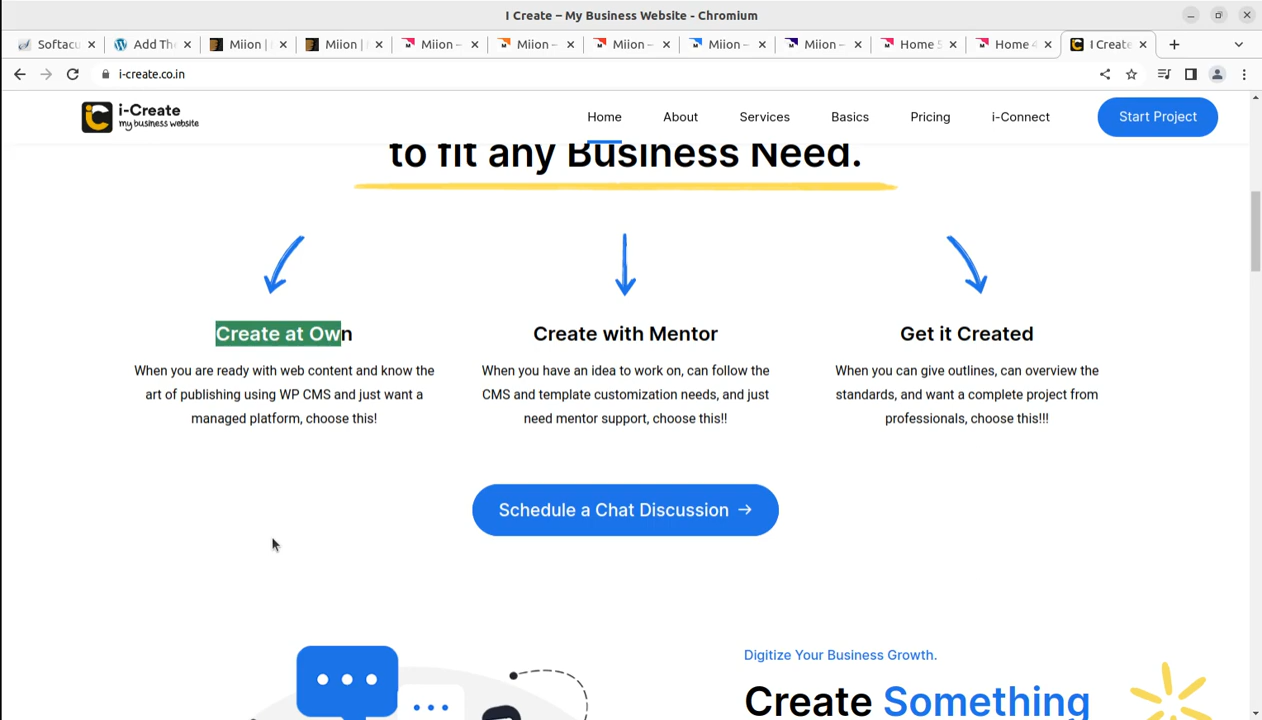 I Create – My Business Website - Chromium
Softacu
Add The
Miion |
Miion |
Miion –
Miion –
Miion –
Miion –
Miion –
Home 5
Home 4
I Create
i-create.co.in
i-Create
my business website
Home
About
Services
Basics
Pricing
i-Connect
Start Project
to fit any Business Need.
Create at Own
When you are ready with web content and know the
art of publishing using WP CMS and just want a
managed platform, choose this!
Create with Mentor
When you have an idea to work on, can follow the
CMS and template customization needs, and just
need mentor support, choose this!!
Get it Created
When you can give outlines, can overview the
standards, and want a complete project from
professionals, choose this!!!
Schedule a Chat Discussion →
Digitize Your Business Growth.
Create Something